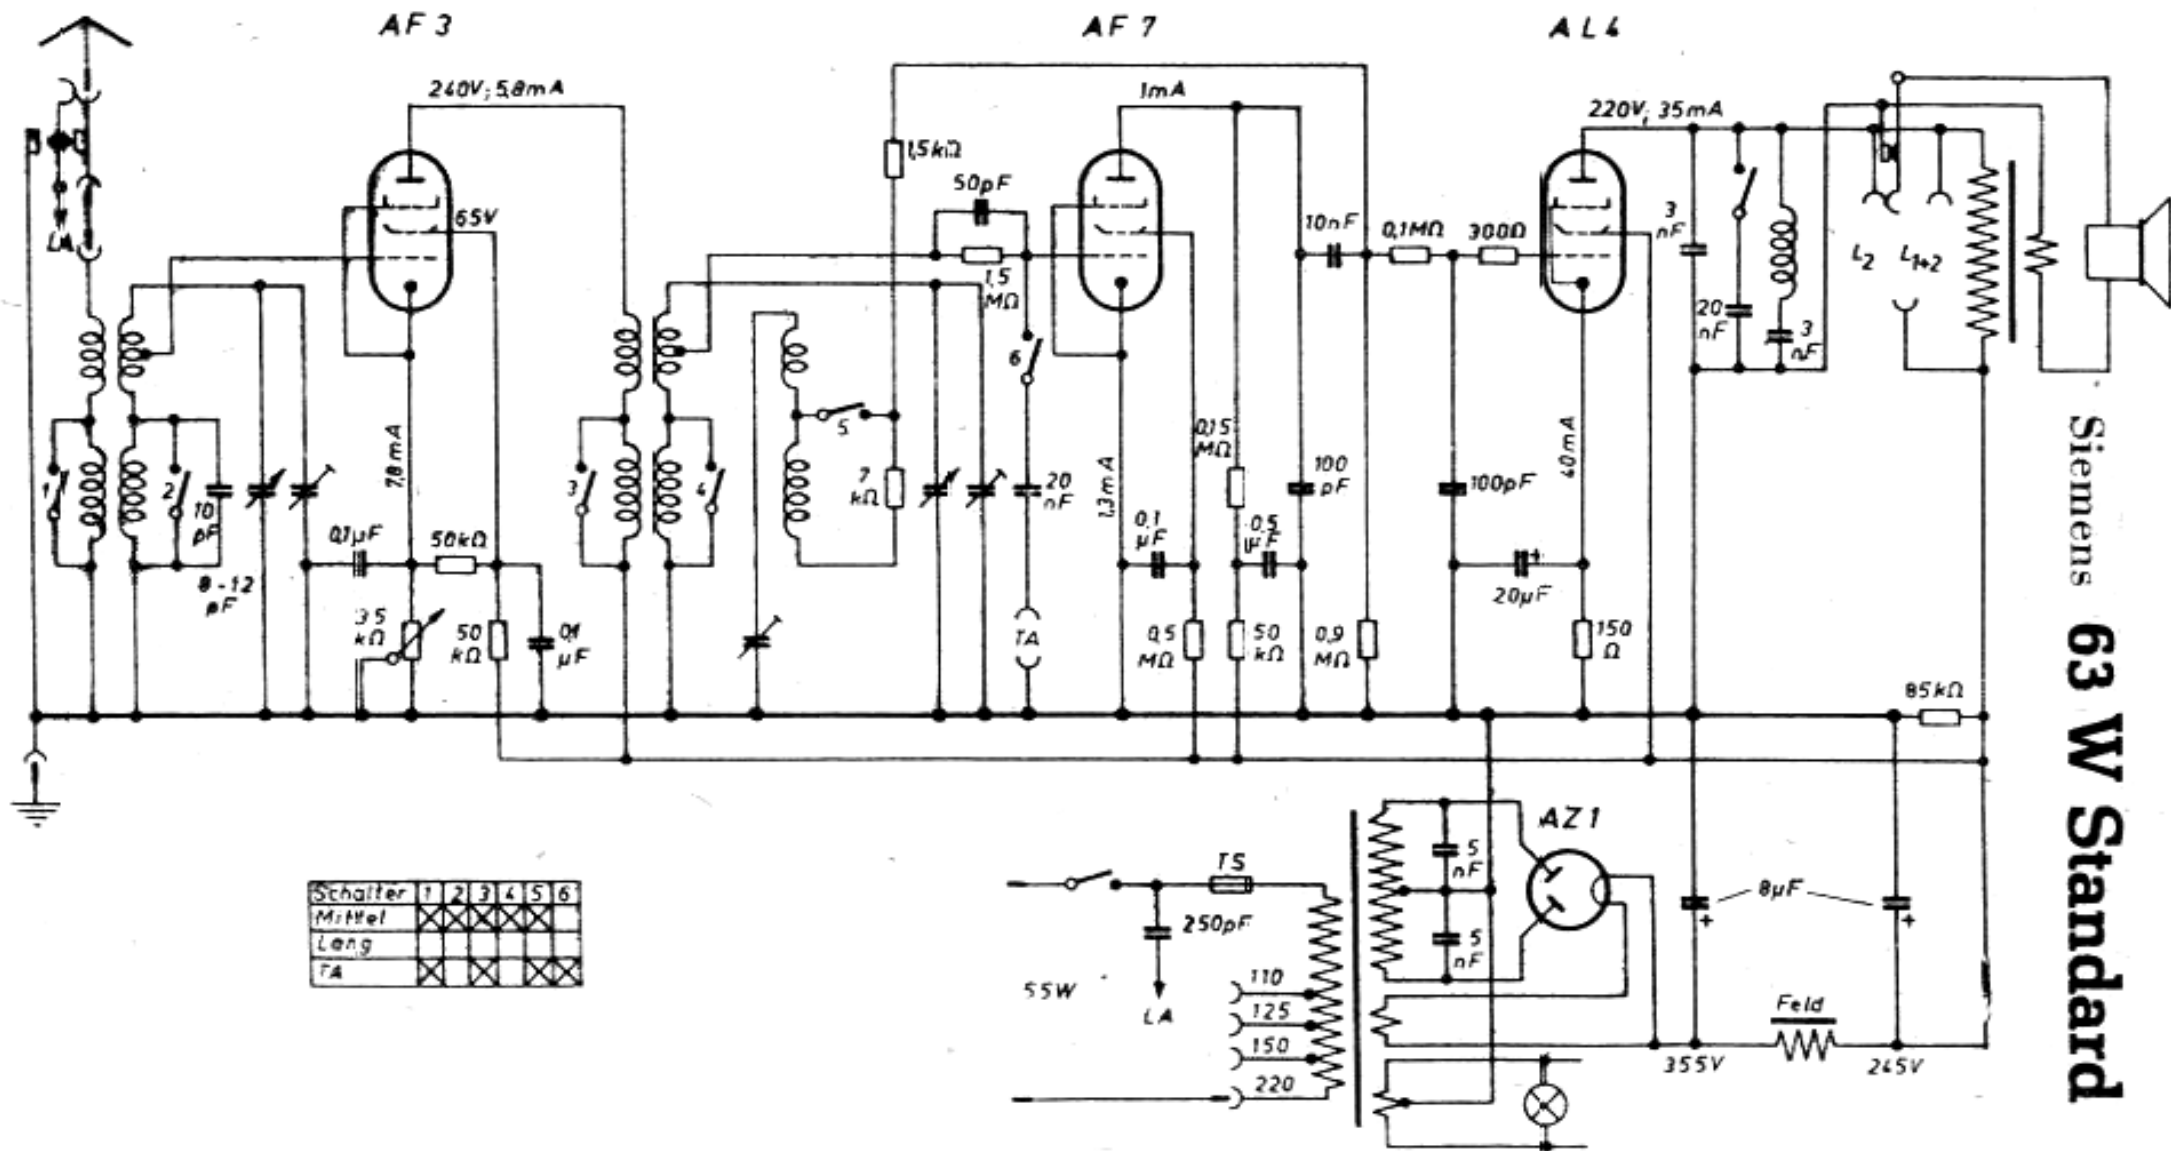 AF 3
AF 7
AL4
240V; 5,8mA
1mA
220V; 35mA
65V
1,5kΩ
50pF
1,5
MΩ
10nF
0,1MΩ
300Ω
3
nF
20
nF
3
nF
L2
L1+2
LA
1
2
10
pF
8-12
pF
7,8mA
0,1µF
50kΩ
3,5
kΩ
50
kΩ
0,1
µF
3
4
5
7
kΩ
6
20
nF
TA
1,3mA
0,1
µF
0,15
MΩ
0,5
µF
100
pF
0,5
MΩ
50
kΩ
0,9
MΩ
100pF
20µF
40mA
150
Ω
85kΩ
Siemens 63 W Standard
Schalter 1 2 3 4 5 6
Mittel
Lang
TA
55W
TS
250pF
LA
110
125
150
220
5
nF
5
nF
AZ1
8µF
+
+
Feld
355V
245V